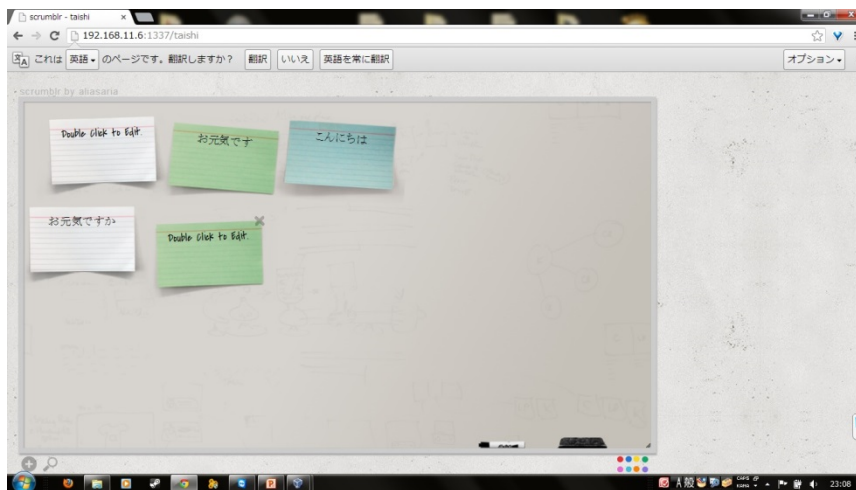 scrumblr - taishi
192.168.11.6:1337/taishi
これは 英語 のページです。翻訳しますか? 翻訳 いいえ 英語を常に翻訳 オプション
scrumblr by aliasaria
Double Click to Edit.
お元気です
こんにちは
お元気ですか
Double Click to Edit.
A 般
CAPS
KANA
23:08